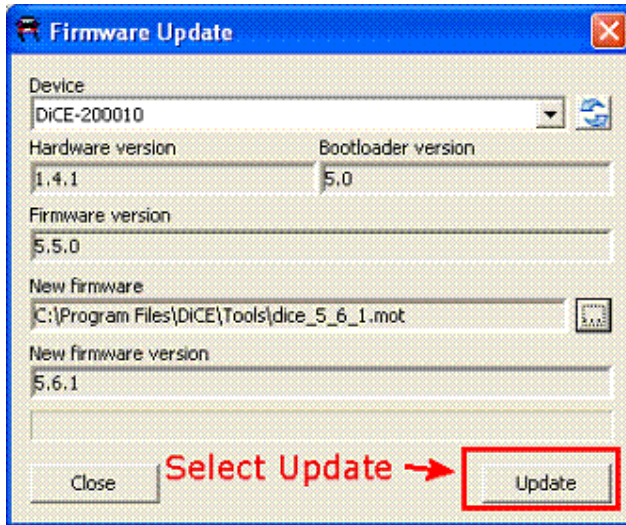 Firmware Update
Device
DiCE-200010
Hardware version Bootloader version
1.4.1 5.0
Firmware version
5.5.0
New firmware
C:\Program Files\DiCE\Tools\dice_5_6_1.mot ...
New firmware version
5.6.1
Close Select Update Update